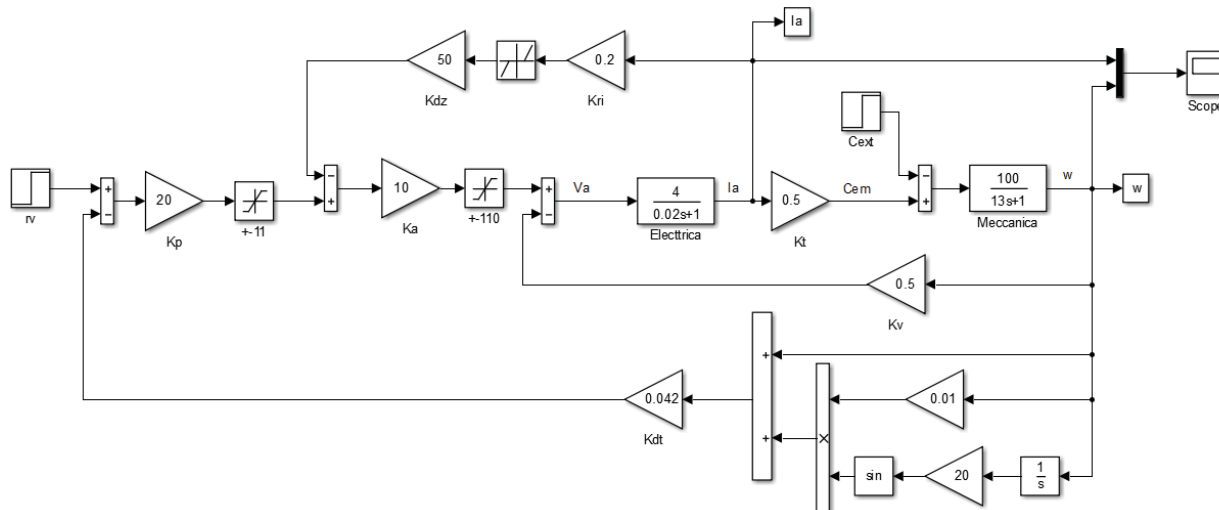 Ia
50
Kdz
0.2
Kri
Scope
Cext
rv
+
−
20
Kp
+-11
−
+
10
Ka
+-110
+
−
Va
4
0.02s+1
Electtrica
Ia
0.5
Kt
Cem
−
+
100
13s+1
Meccanica
w
w
0.5
Kv
+
+
0.042
Kdt
×
0.01
sin
20
1
s